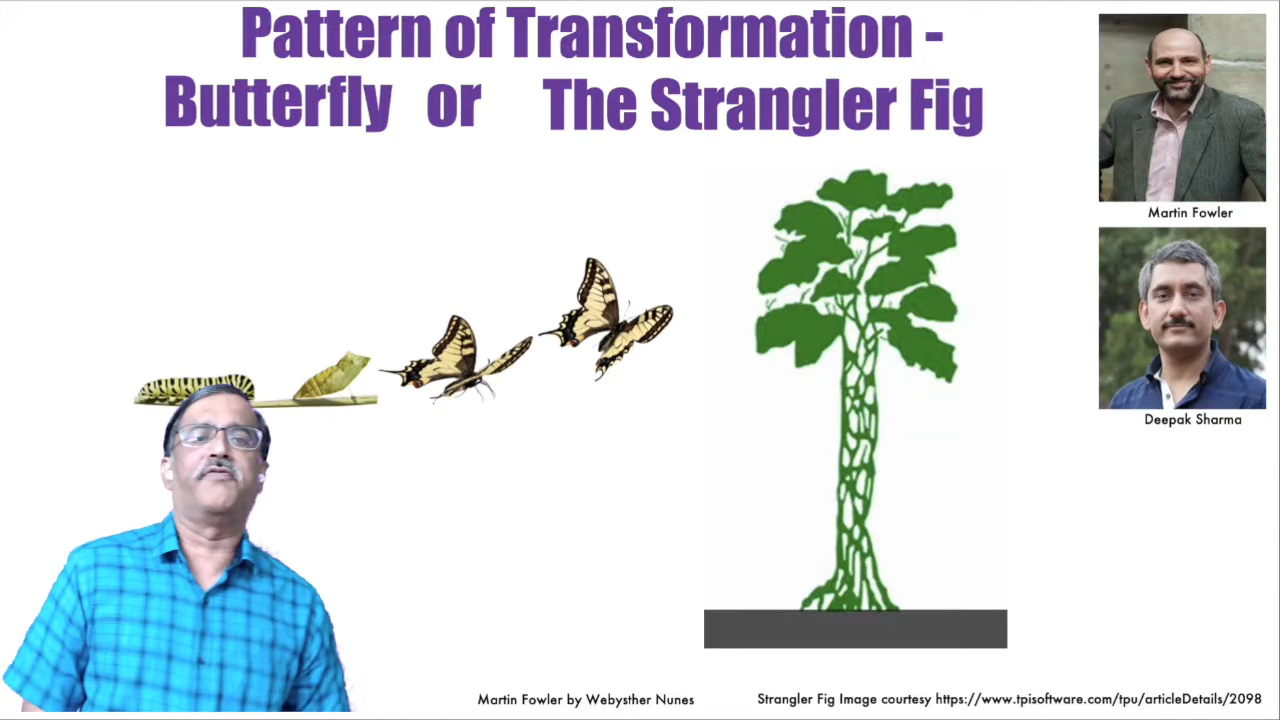 Pattern of Transformation -
Butterfly or The Strangler Fig
Martin Fowler
Deepak Sharma
Martin Fowler by Webysther Nunes
Strangler Fig Image courtesy https://www.tpisoftware.com/tpu/articleDetails/2098